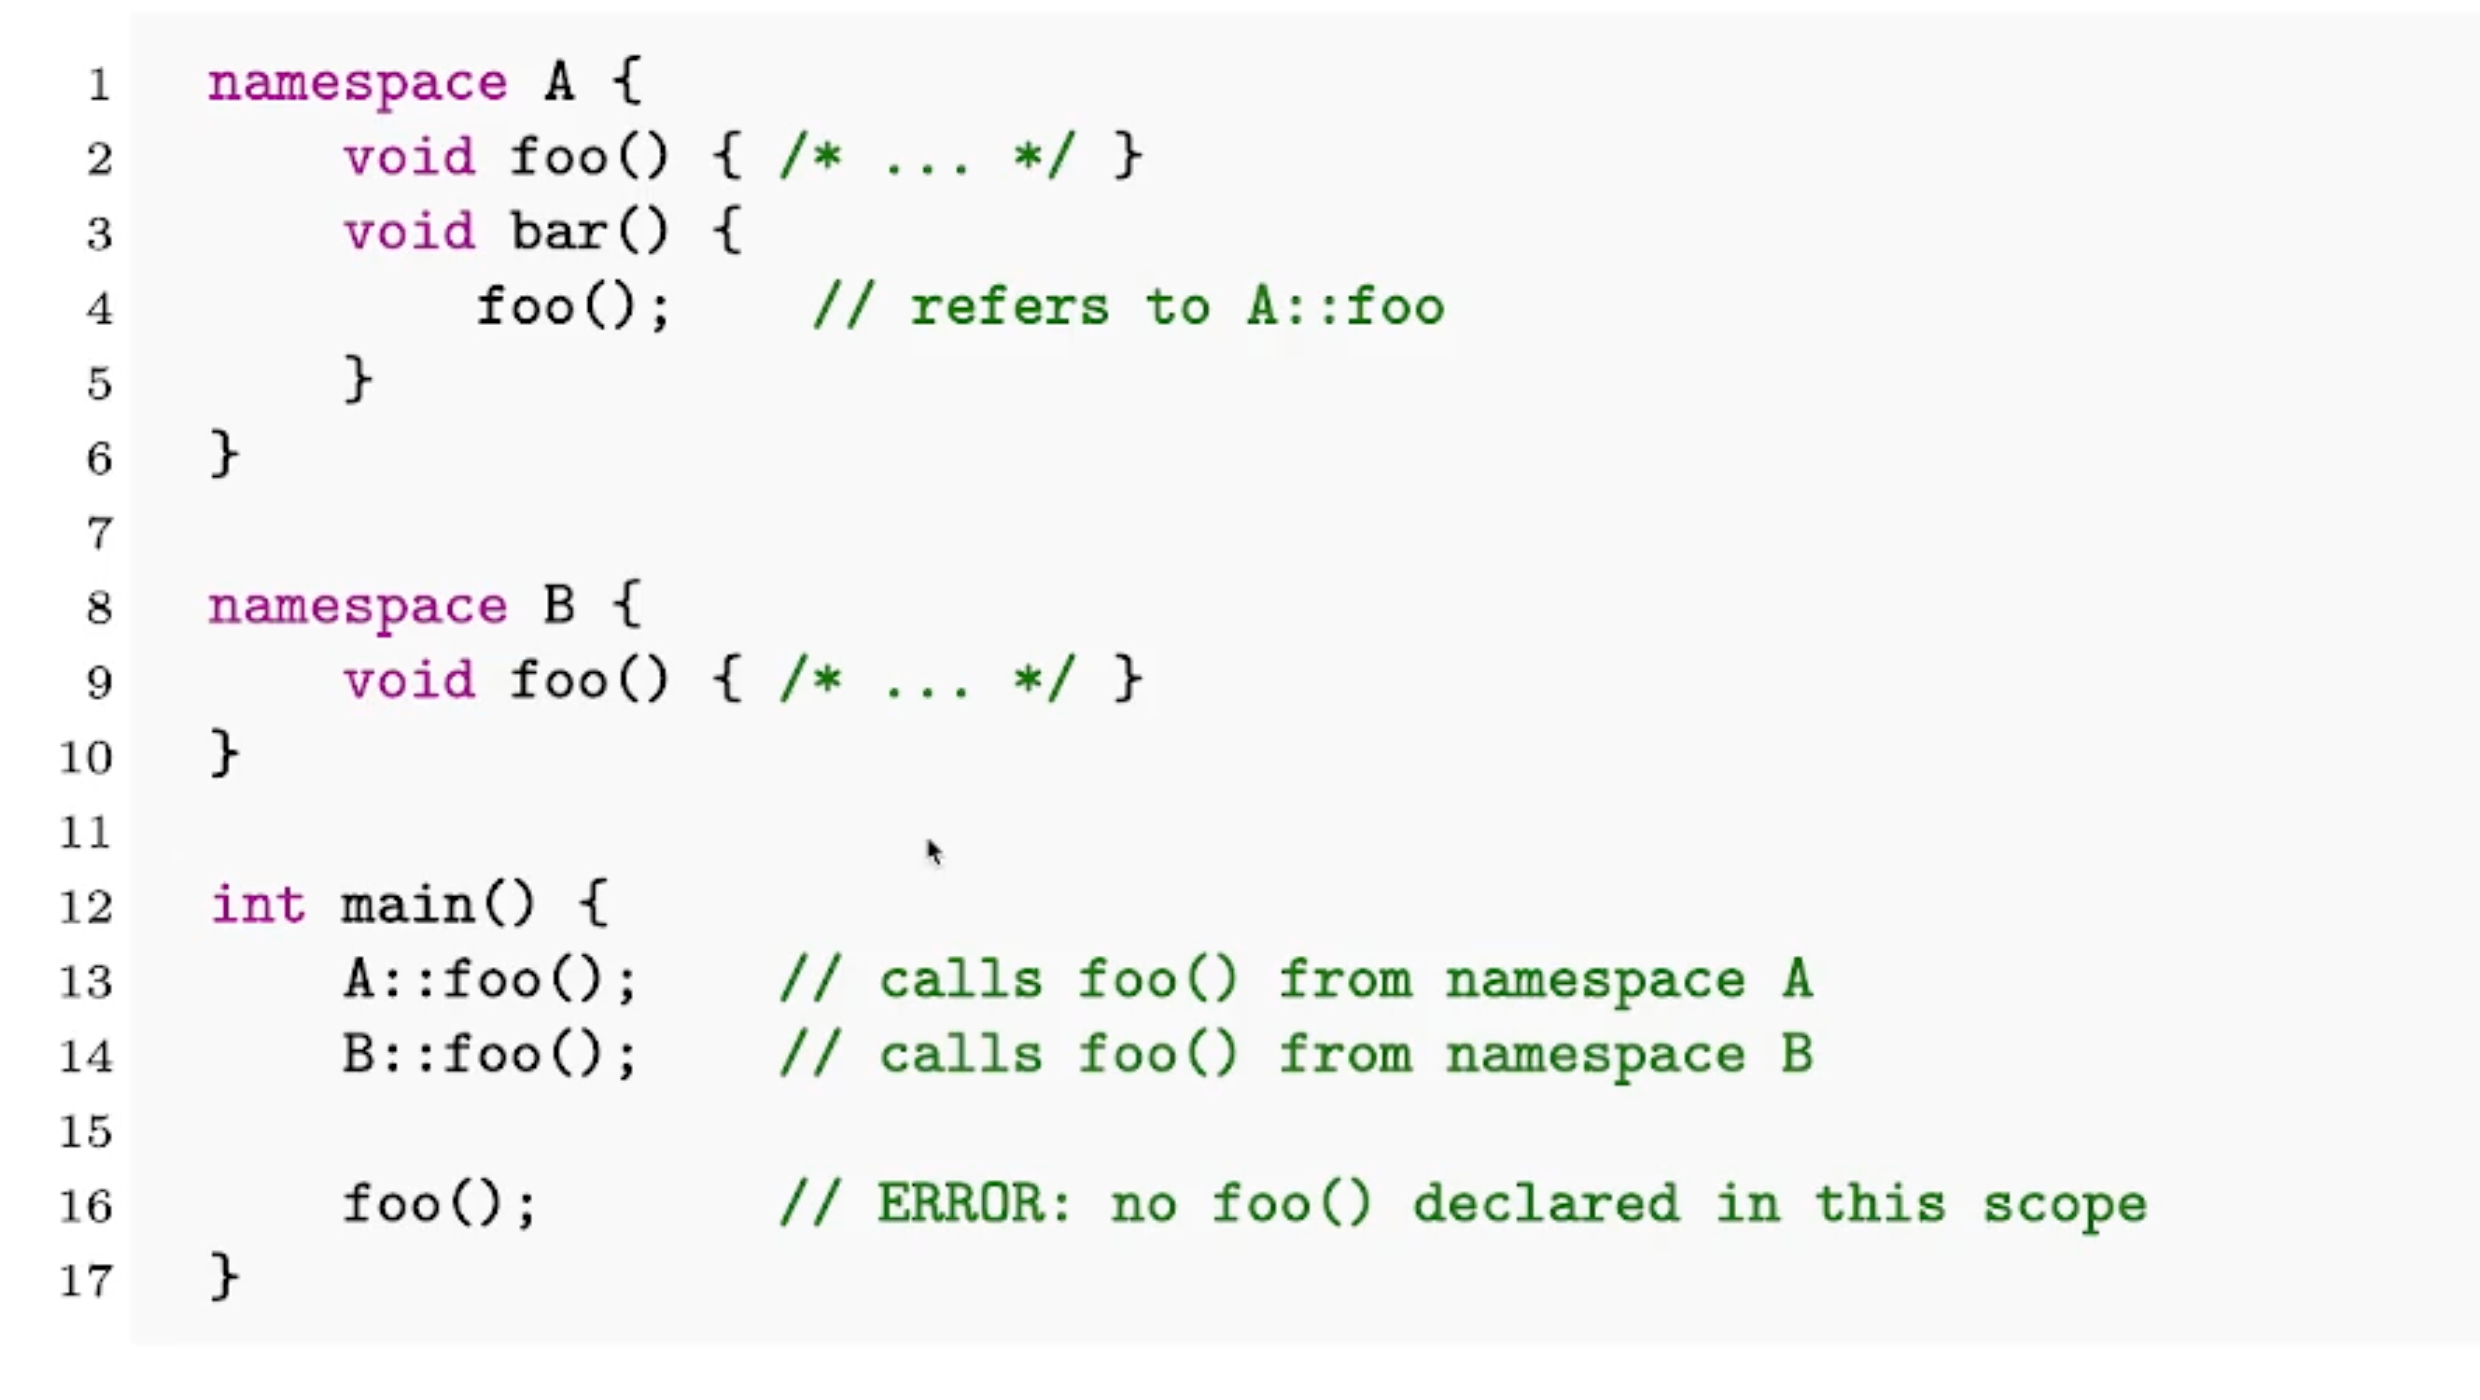 1 namespace A {
2 void foo() { /* ... */ }
3 void bar() {
4 foo(); // refers to A::foo
5 }
6 }
7
8 namespace B {
9 void foo() { /* ... */ }
10 }
11
12 int main() {
13 A::foo(); // calls foo() from namespace A
14 B::foo(); // calls foo() from namespace B
15
16 foo(); // ERROR: no foo() declared in this scope
17 }